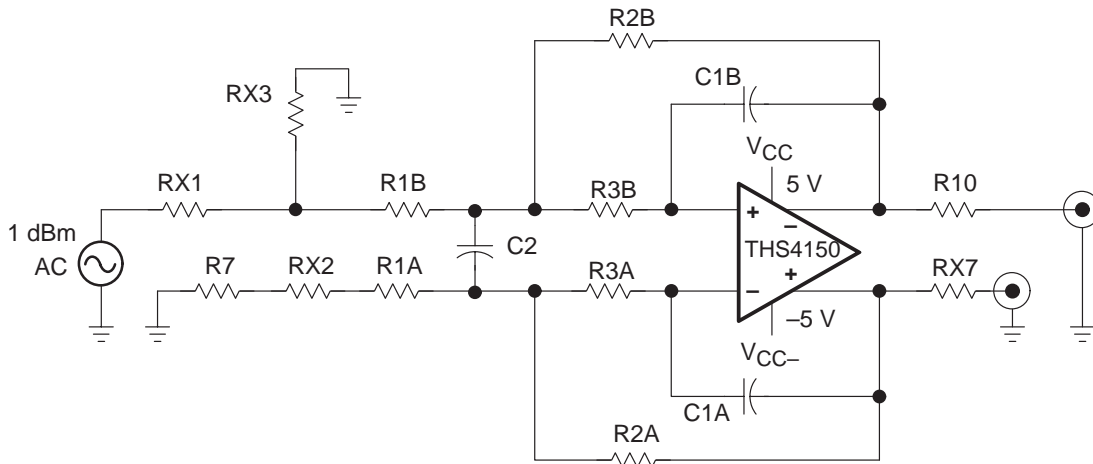 R2B
C1B
RX3
VCC
5 V
RX1
R1B
R3B
R10
+
–
1 dBm
AC
C2
THS4150
R7
RX2
R1A
R3A
+
–
RX7
–5 V
VCC–
C1A
R2A